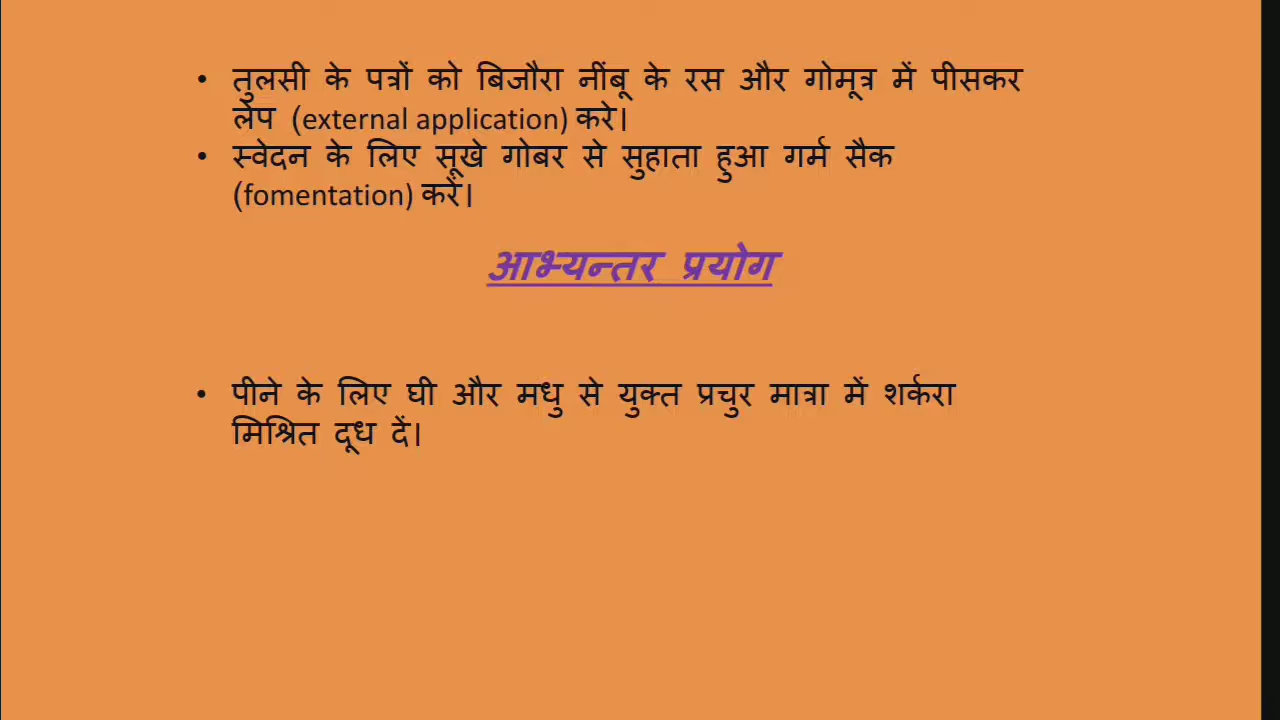 • तुलसी के पत्रों को बिजौरा नींबू के रस और गोमूत्र में पीसकर
लेप (external application) करे।
• स्वेदन के लिए सूखे गोबर से सुहाता हुआ गर्म सैक
(fomentation) करें।
आभ्यन्तर प्रयोग
• पीने के लिए घी और मधु से युक्त प्रचुर मात्रा में शर्करा
मिश्रित दूध दें।